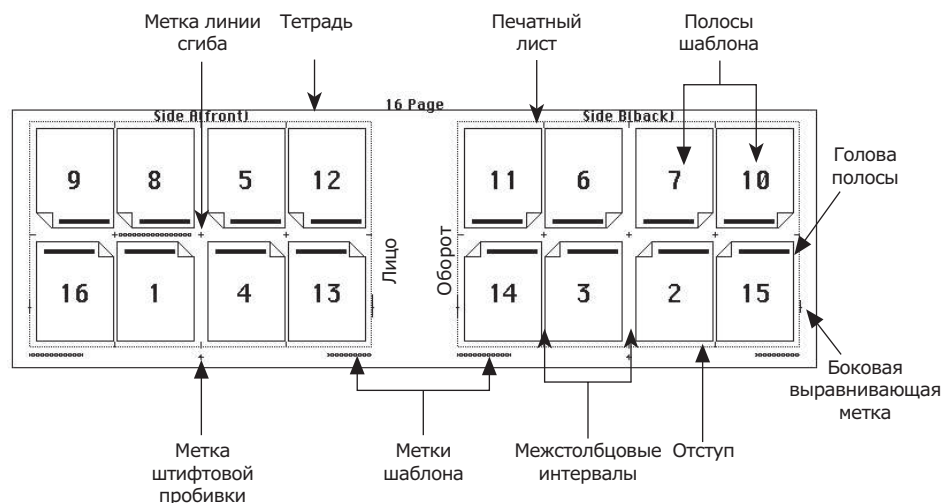 Метка линии
сгиба
Тетрадь
Печатный
лист
Полосы
шаблона
16 Page
Side A(front)
Side B(back)
9 8 5 12
11 6 7 10
Голова
полосы
Лицо
Оборот
16 1 4 13
14 3 2 15
Боковая
выравнивающая
метка
Метка
штифтовой
пробивки
Метки
шаблона
Межстолбцовые
интервалы
Отступ